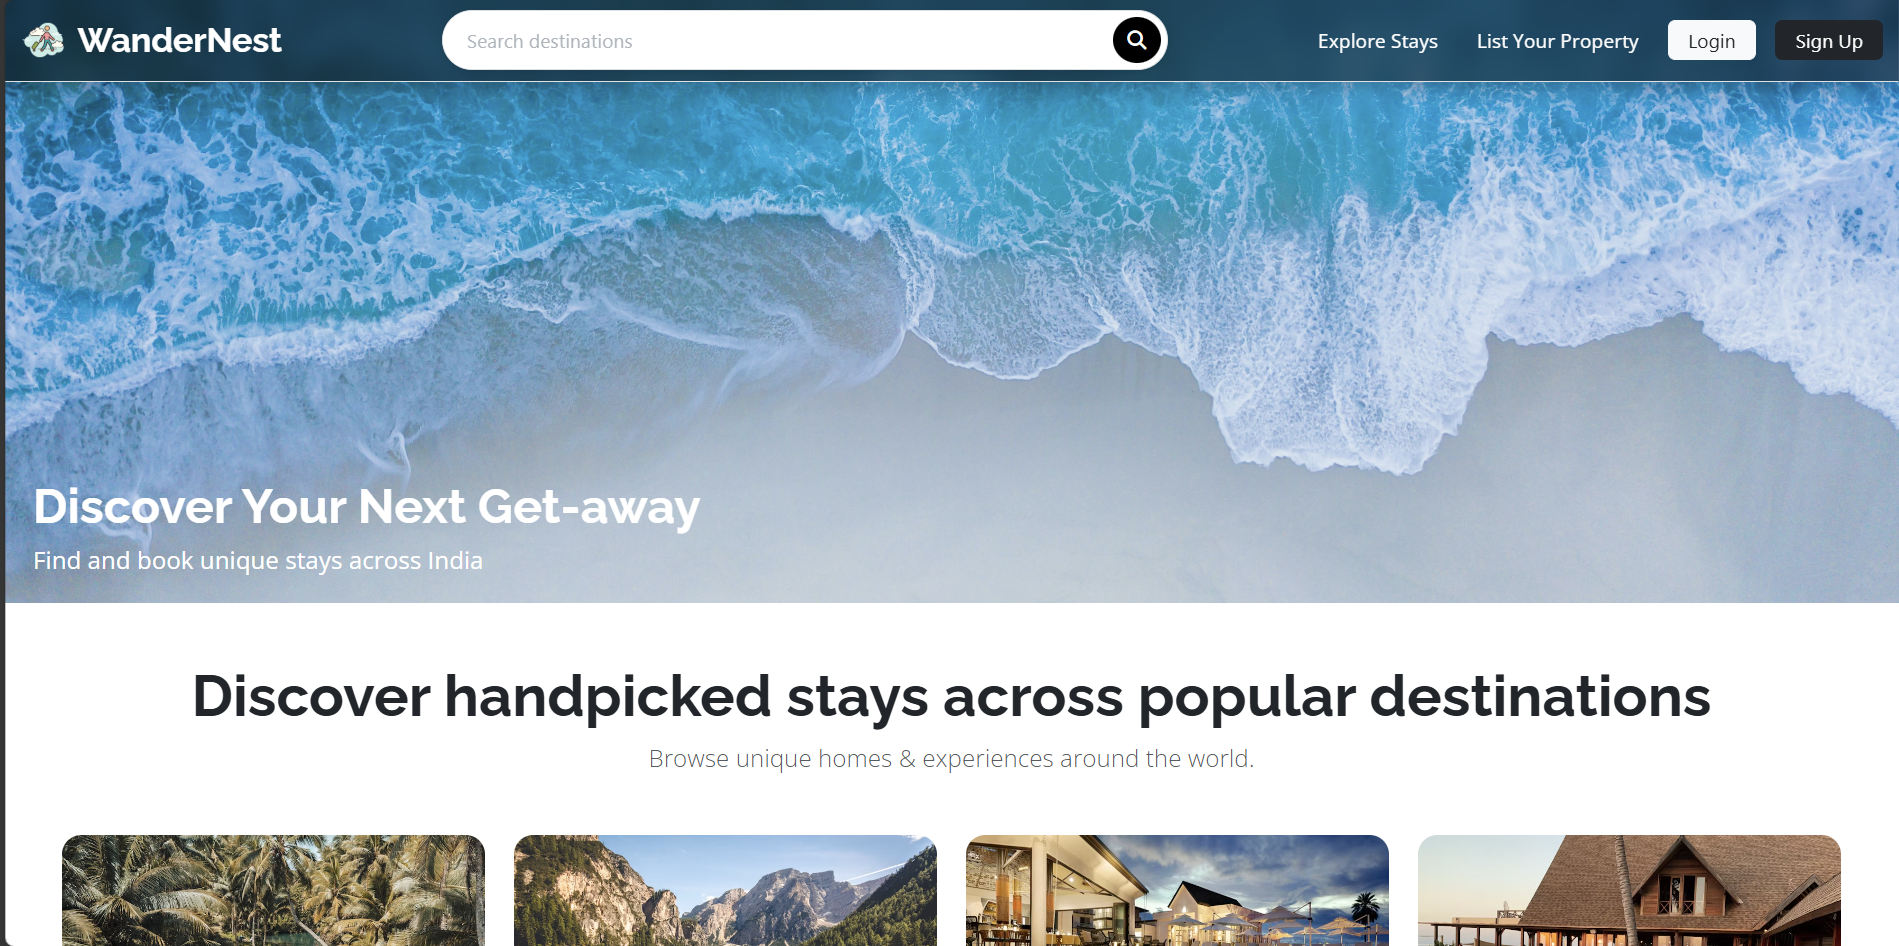 WanderNest
Search destinations
Explore Stays
List Your Property
Login
Sign Up
Discover Your Next Get-away
Find and book unique stays across India
Discover handpicked stays across popular destinations
Browse unique homes & experiences around the world.